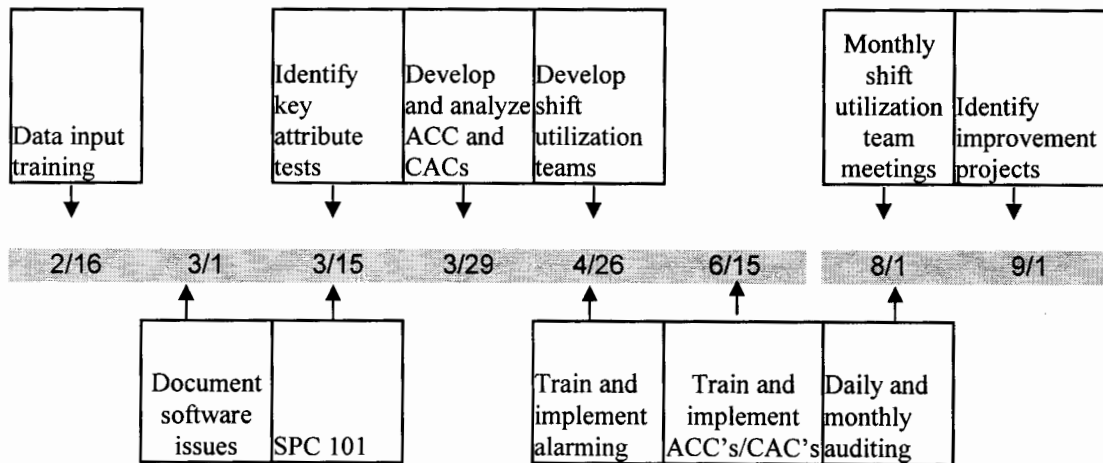 Data input
training
Identify
key
attribute
tests
Develop
and analyze
ACC and
CACs
Develop
shift
utilization
teams
Monthly
shift
utilization
team
meetings
Identify
improvement
projects
2/16 3/1 3/15 3/29 4/26 6/15 8/1 9/1
Document
software
issues
SPC 101
Train and
implement
alarming
Train and
implement
ACC's/CAC's
Daily and
monthly
auditing